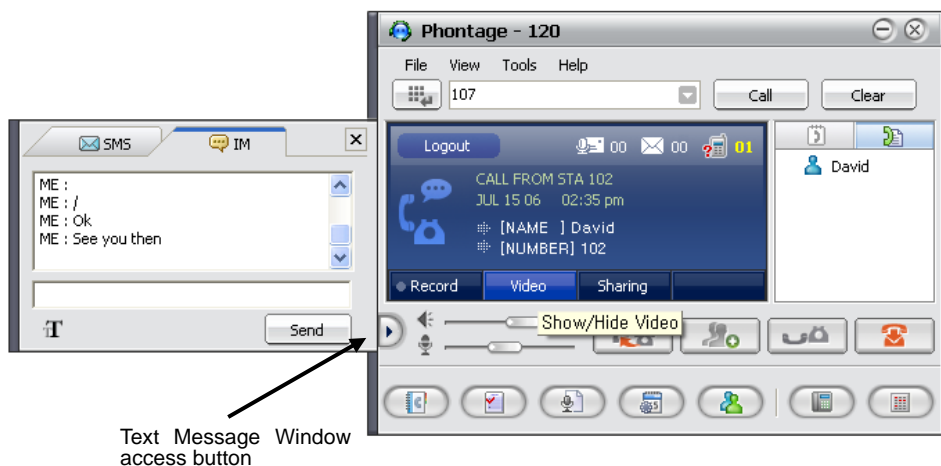 Phontage - 120
File View Tools Help
107
Call
Clear
SMS
IM
ME :
ME : /
ME : Ok
ME : See you then
Send
Logout
00
00
01
CALL FROM STA 102
JUL 15 06 02:35 pm
[NAME ] David
[NUMBER] 102
Record
Video
Sharing
David
Show/Hide Video
Text Message Window
access button